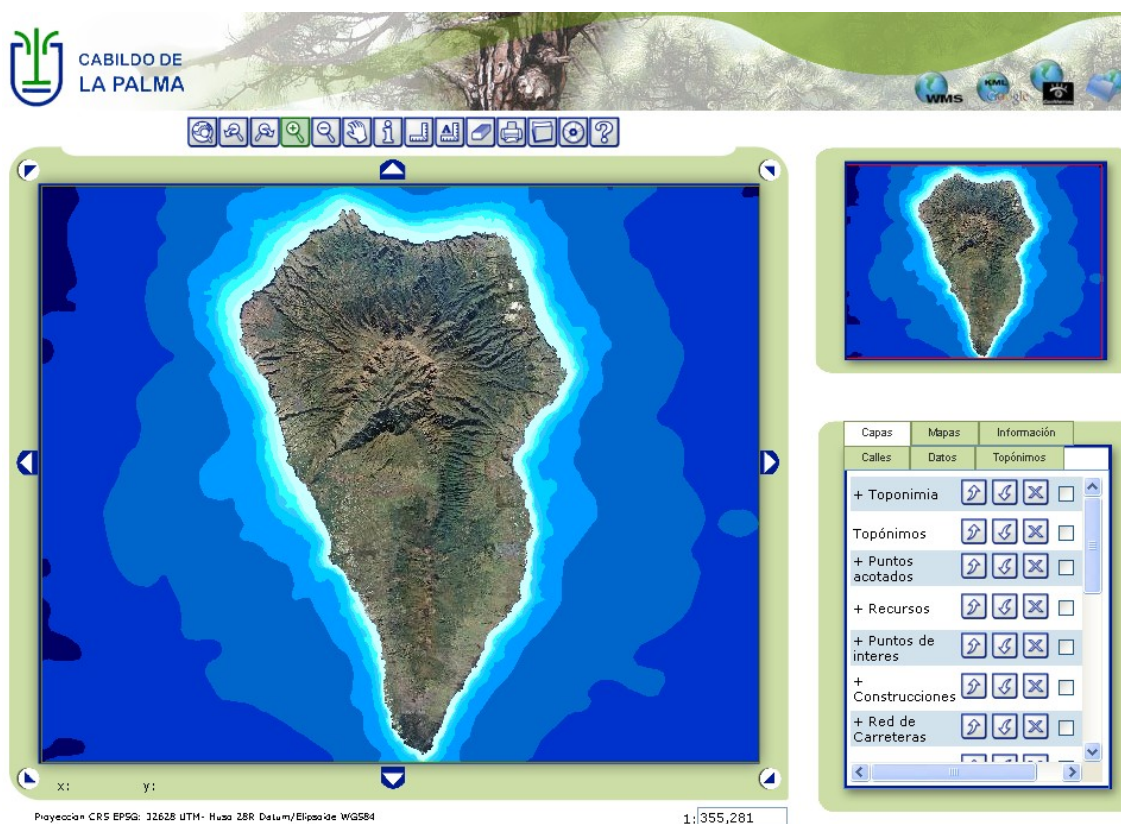 CABILDO DE
LA PALMA
WMS
KML
Google
Capas Mapas Información
Calles Datos Topónimos
+ Toponimia
Topónimos
+ Puntos
acotados
+ Recursos
+ Puntos de
interes
+
Construcciones
+ Red de
Carreteras
x: y:
Proyeccion CRS EPSG: 32628 UTM- Huso 28R Datum/Elipsoide WGS84
1: 355,281